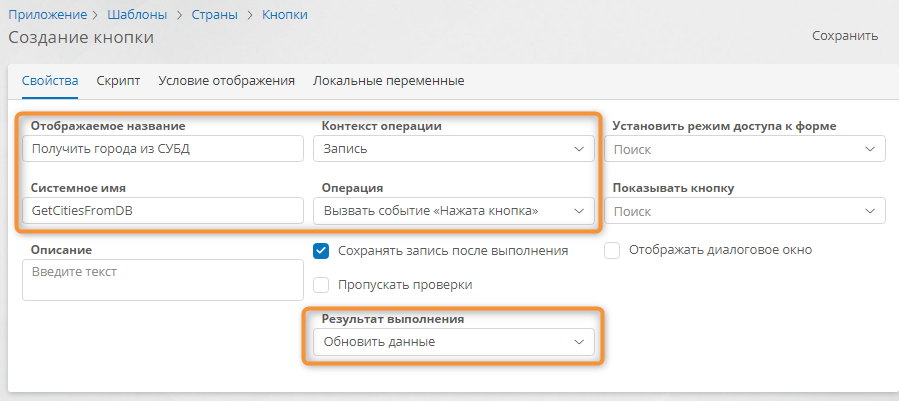 Приложение > Шаблоны > Страны > Кнопки
Создание кнопки
Сохранить
Свойства Скрипт Условие отображения Локальные переменные
Отображаемое название Контекст операции Установить режим доступа к форме
Получить города из СУБД Запись Поиск
Системное имя Операция Показывать кнопку
GetCitiesFromDB Вызвать событие «Нажата кнопка» Поиск
Описание Сохранять запись после выполнения Отображать диалоговое окно
Введите текст Пропускать проверки
Результат выполнения
Обновить данные